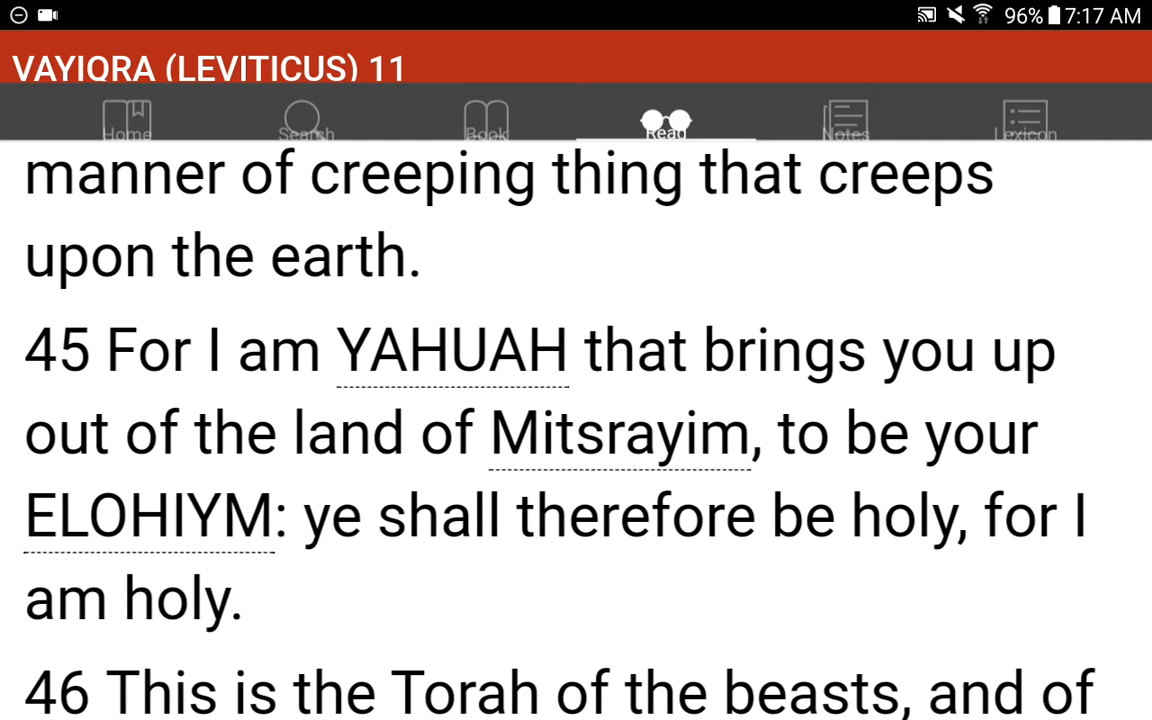 96% 7:17 AM
VAYIQRA (LEVITICUS) 11
Home Search Book Read Notes Lexicon
manner of creeping thing that creeps
upon the earth.
45 For I am YAHUAH that brings you up
out of the land of Mitsrayim, to be your
ELOHIYM: ye shall therefore be holy, for I
am holy.
46 This is the Torah of the beasts, and of